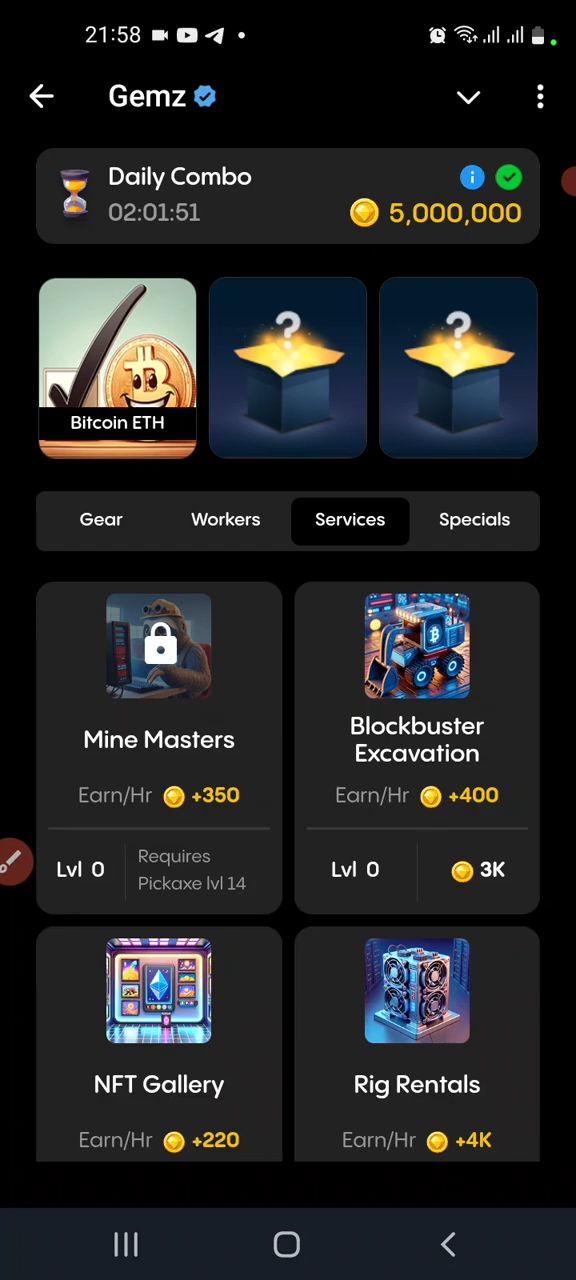 21:58
Gemz
Daily Combo
02:01:51
5,000,000
Bitcoin ETH
Gear Workers Services Specials
Mine Masters
Earn/Hr +350
Lvl 0
Requires
Pickaxe lvl 14
Blockbuster
Excavation
Earn/Hr +400
Lvl 0 3K
NFT Gallery
Earn/Hr +220
Rig Rentals
Earn/Hr +4K